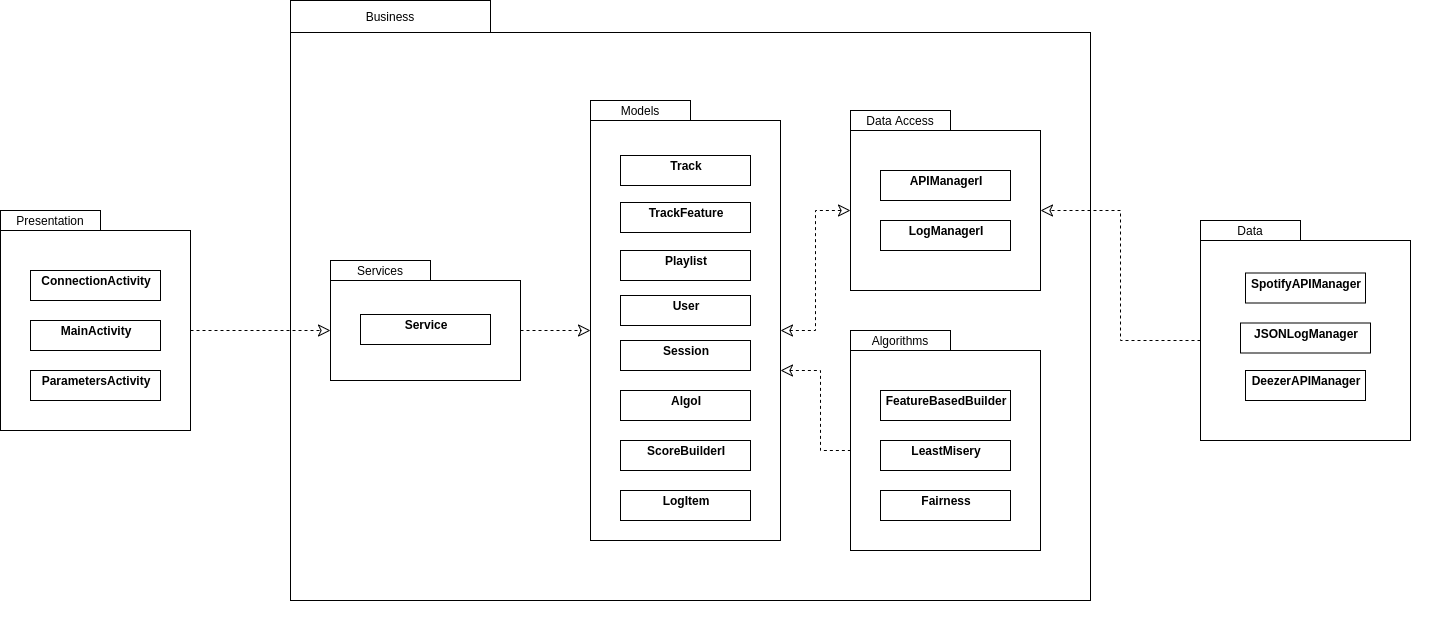 Business
Presentation
ConnectionActivity
MainActivity
ParametersActivity
Services
Service
Models
Track
TrackFeature
Playlist
User
Session
AlgoI
ScoreBuilderI
LogItem
Data Access
APIManagerI
LogManagerI
Algorithms
FeatureBasedBuilder
LeastMisery
Fairness
Data
SpotifyAPIManager
JSONLogManager
DeezerAPIManager